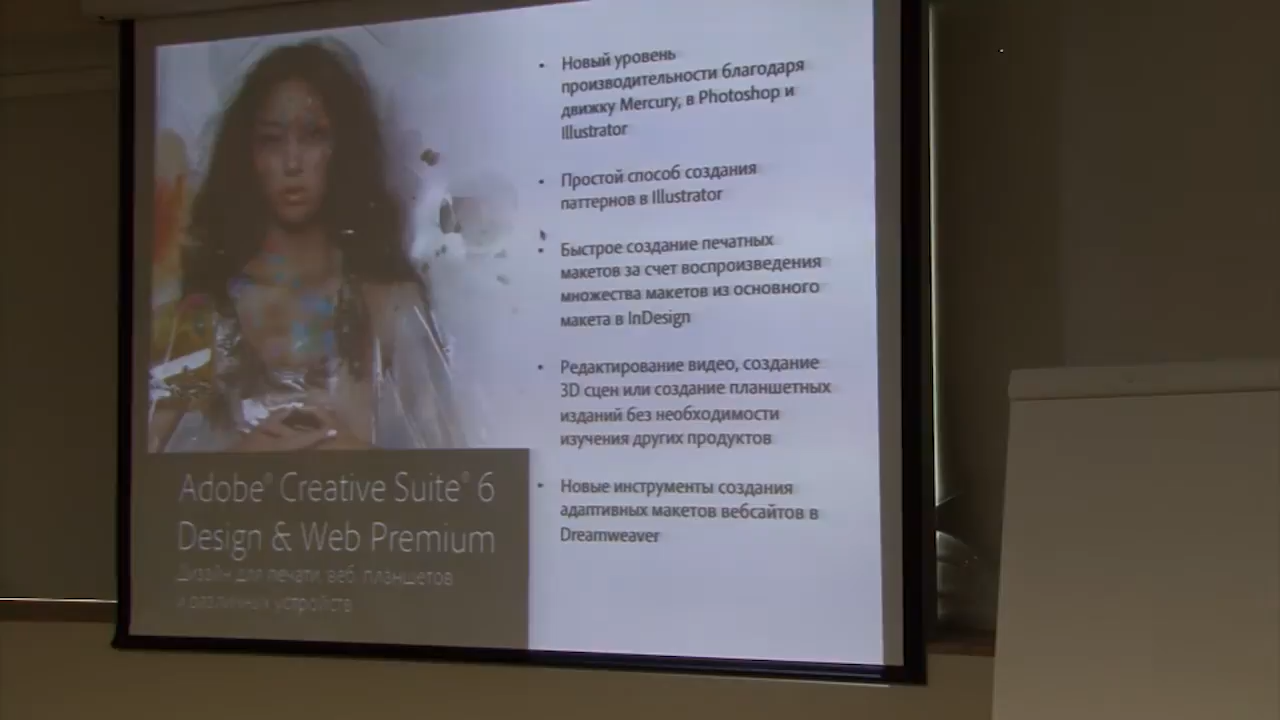 Новый уровень
производительности благодаря
движку Mercury, в Photoshop и
Illustrator
Простой способ создания
паттернов в Illustrator
Быстрое создание печатных
макетов за счет воспроизведения
множества макетов из основного
макета в InDesign
Редактирование видео, создание
3D сцен или создание планшетных
изданий без необходимости
изучения других продуктов
Новые инструменты создания
адаптивных макетов вебсайтов в
Dreamweaver
Adobe® Creative Suite® 6
Design & Web Premium
Дизайн для печати, веб, планшетов
и различных устройств